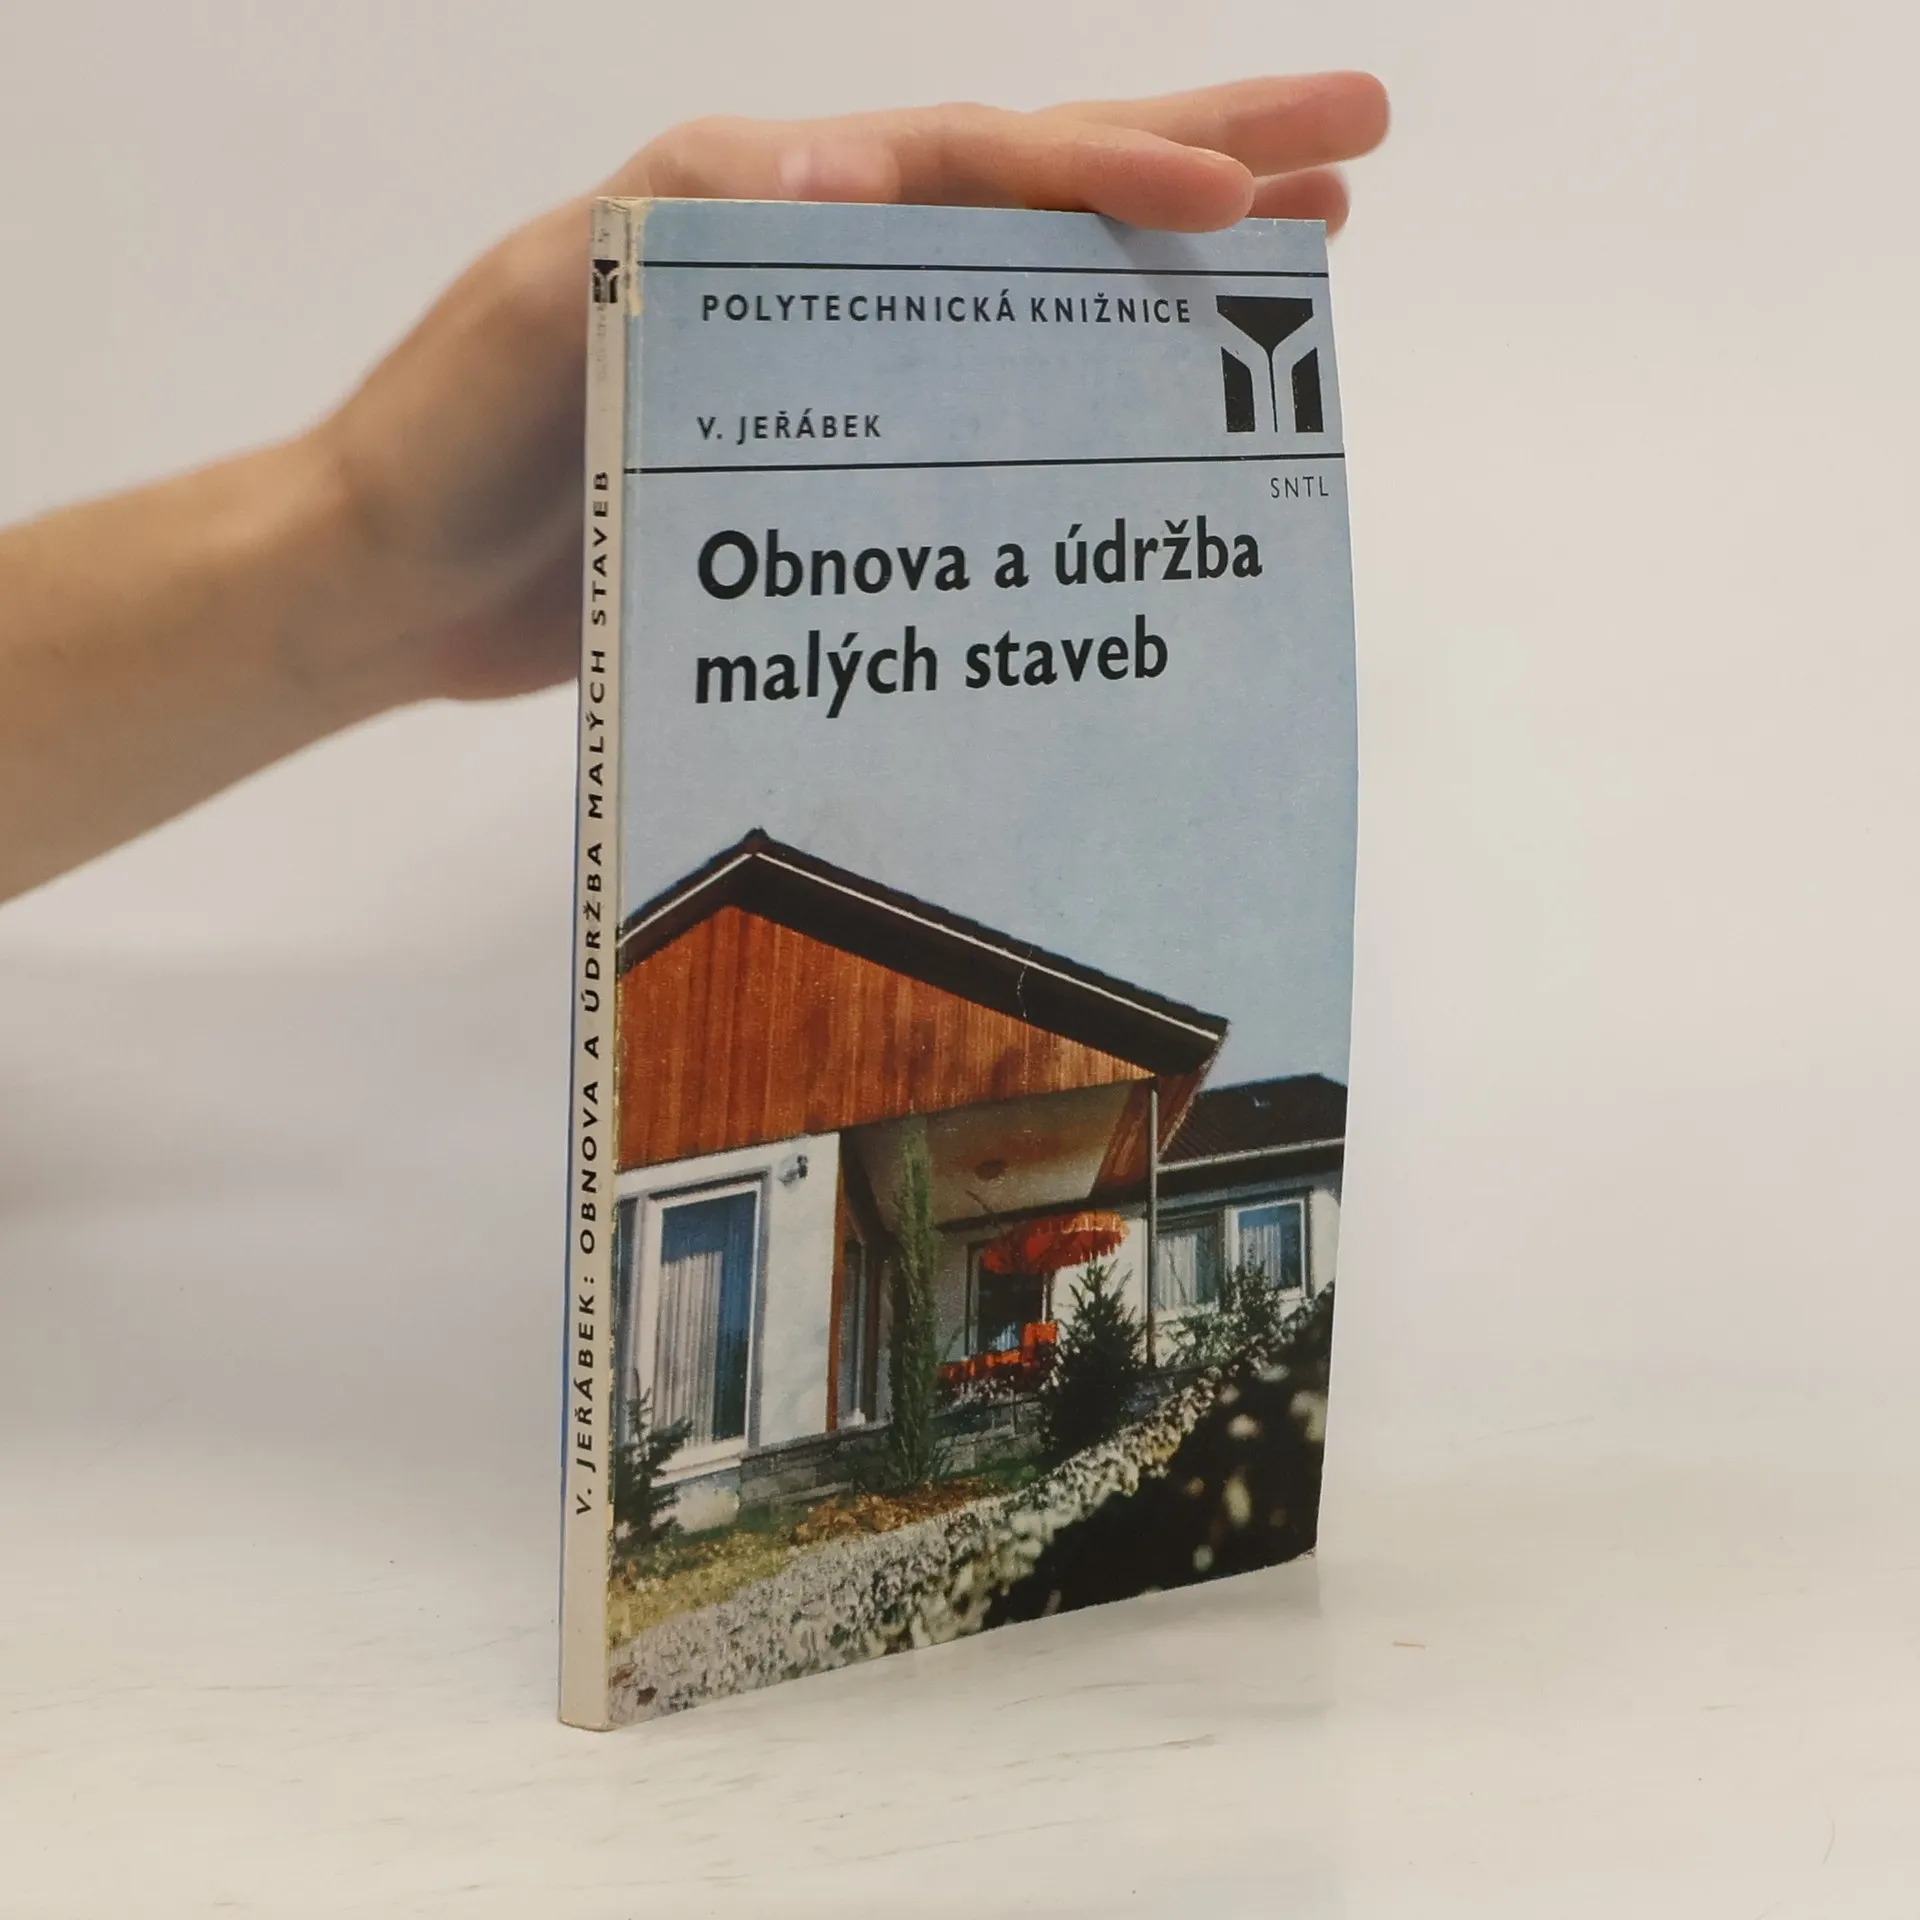 POLYTECHNICKÁ KNIŽNICE
V. JEŘÁBEK
SNTL
Obnova a údržba
malých staveb
V. JEŘÁBEK: OBNOVA A ÚDRŽBA MALÝCH STAVEB